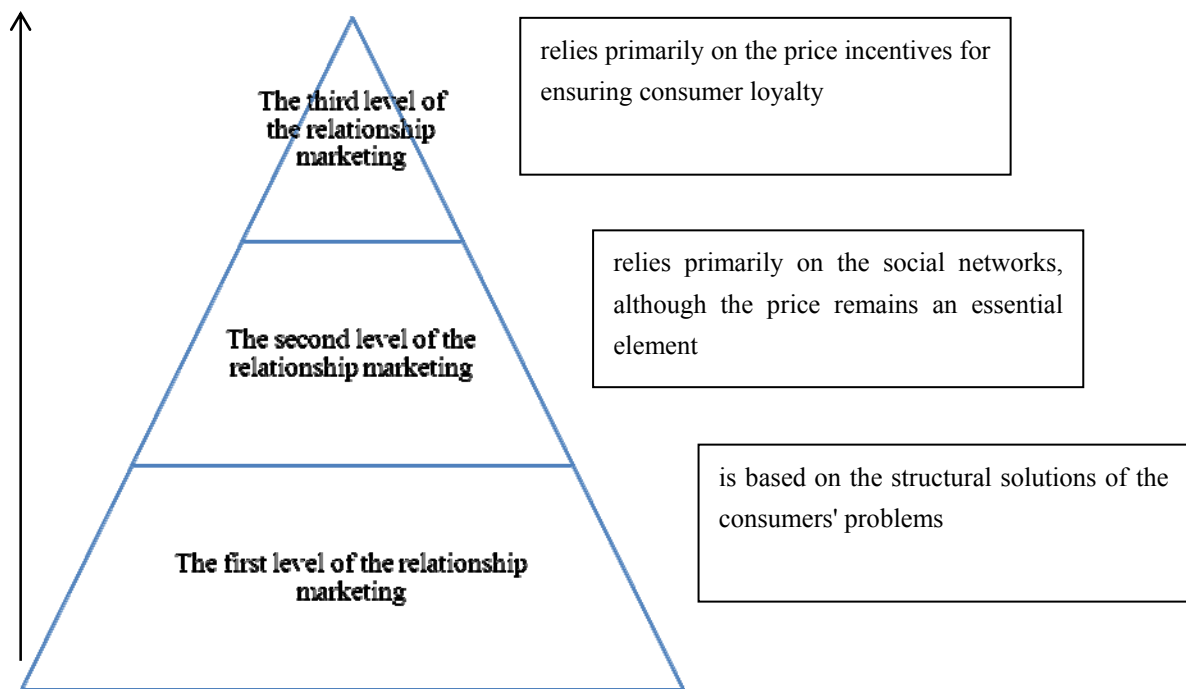 The third level of
the relationship
marketing
relies primarily on the price incentives for
ensuring consumer loyalty
The second level of the
relationship marketing
relies primarily on the social networks,
although the price remains an essential
element
The first level of the relationship
marketing
is based on the structural solutions of the
consumers' problems